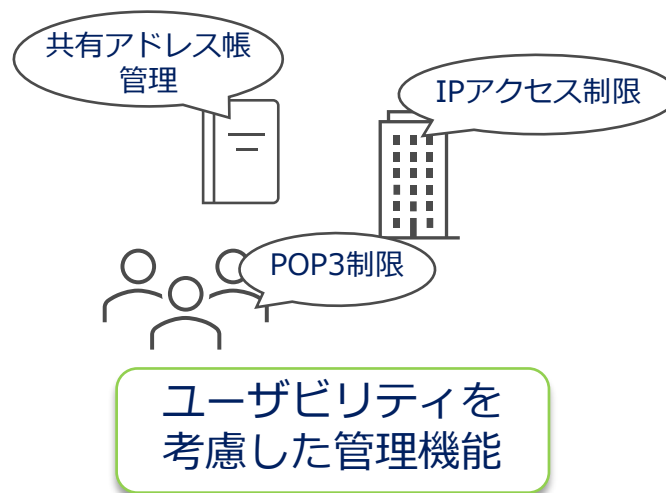 共有アドレス帳
管理
IPアクセス制限
POP3制限
ユーザビリティを
考慮した管理機能